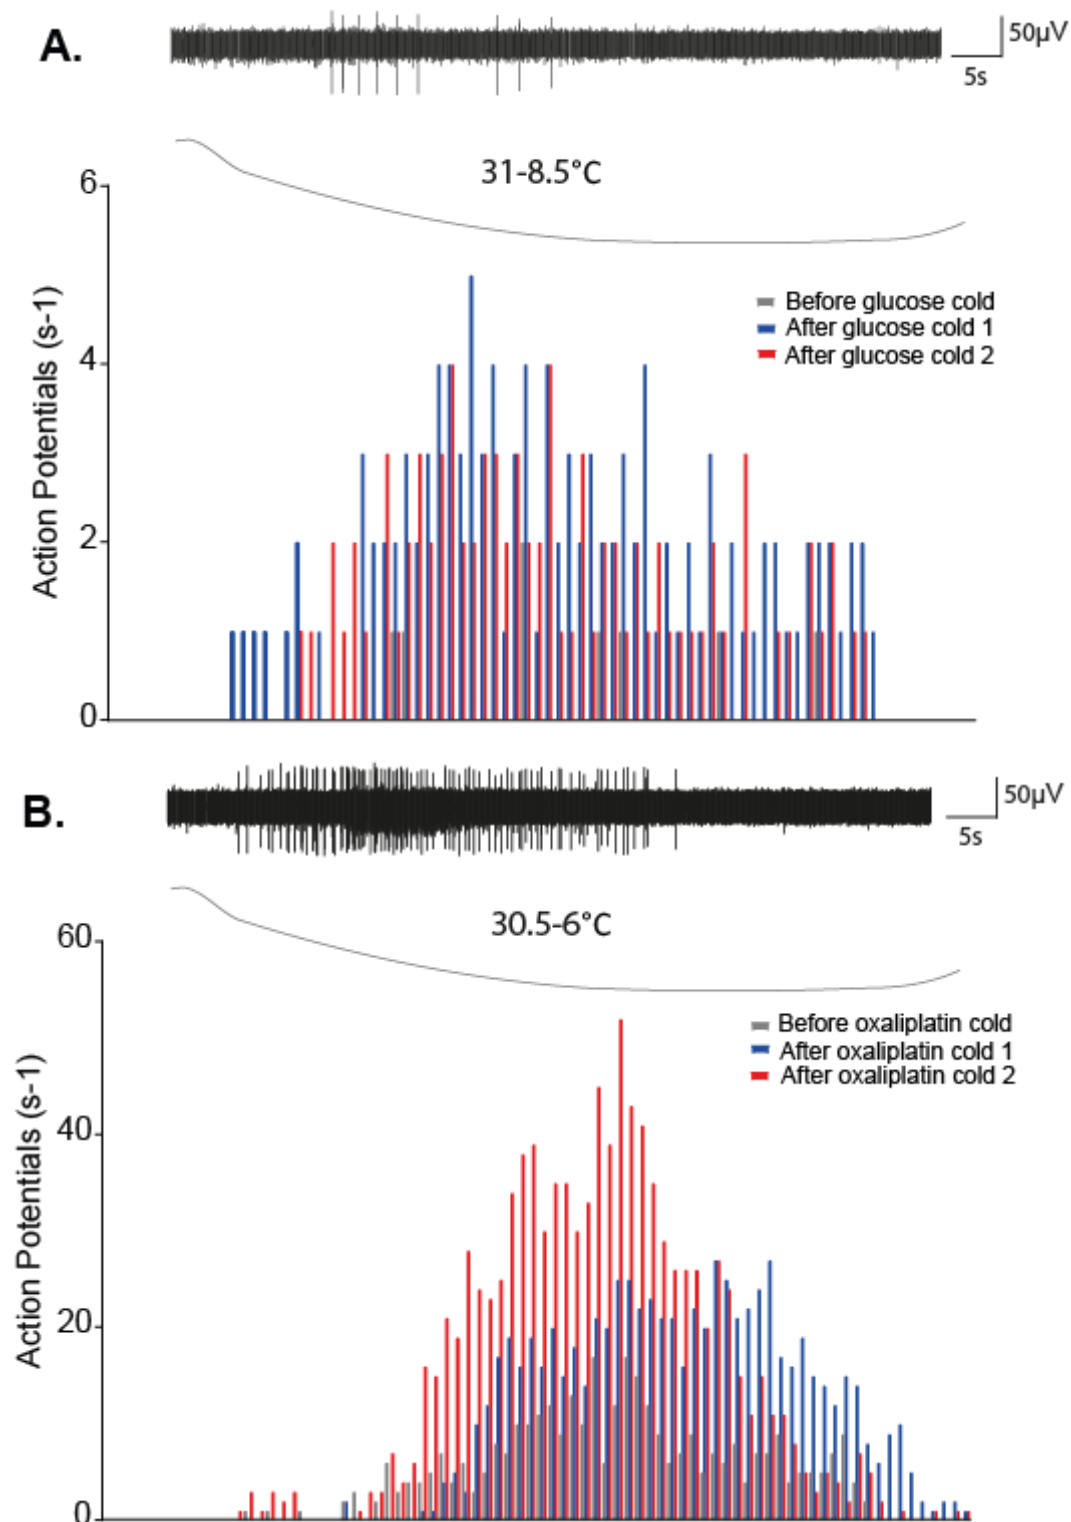 A.
50µV
5s
31-8.5°C
6
4
2
0
Action Potentials (s-1)
Before glucose cold
After glucose cold 1
After glucose cold 2
B.
50µV
5s
30.5-6°C
60
40
20
0
Action Potentials (s-1)
Before oxaliplatin cold
After oxaliplatin cold 1
After oxaliplatin cold 2